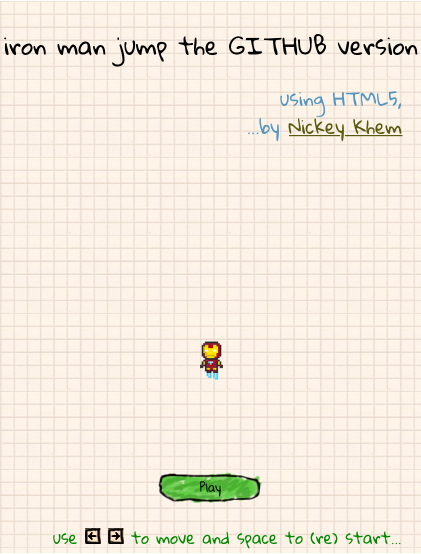 iron man jump the GITHUB version
using HTML5,
...by Nickey Khem
Play
use ← → to move and space to (re) start...